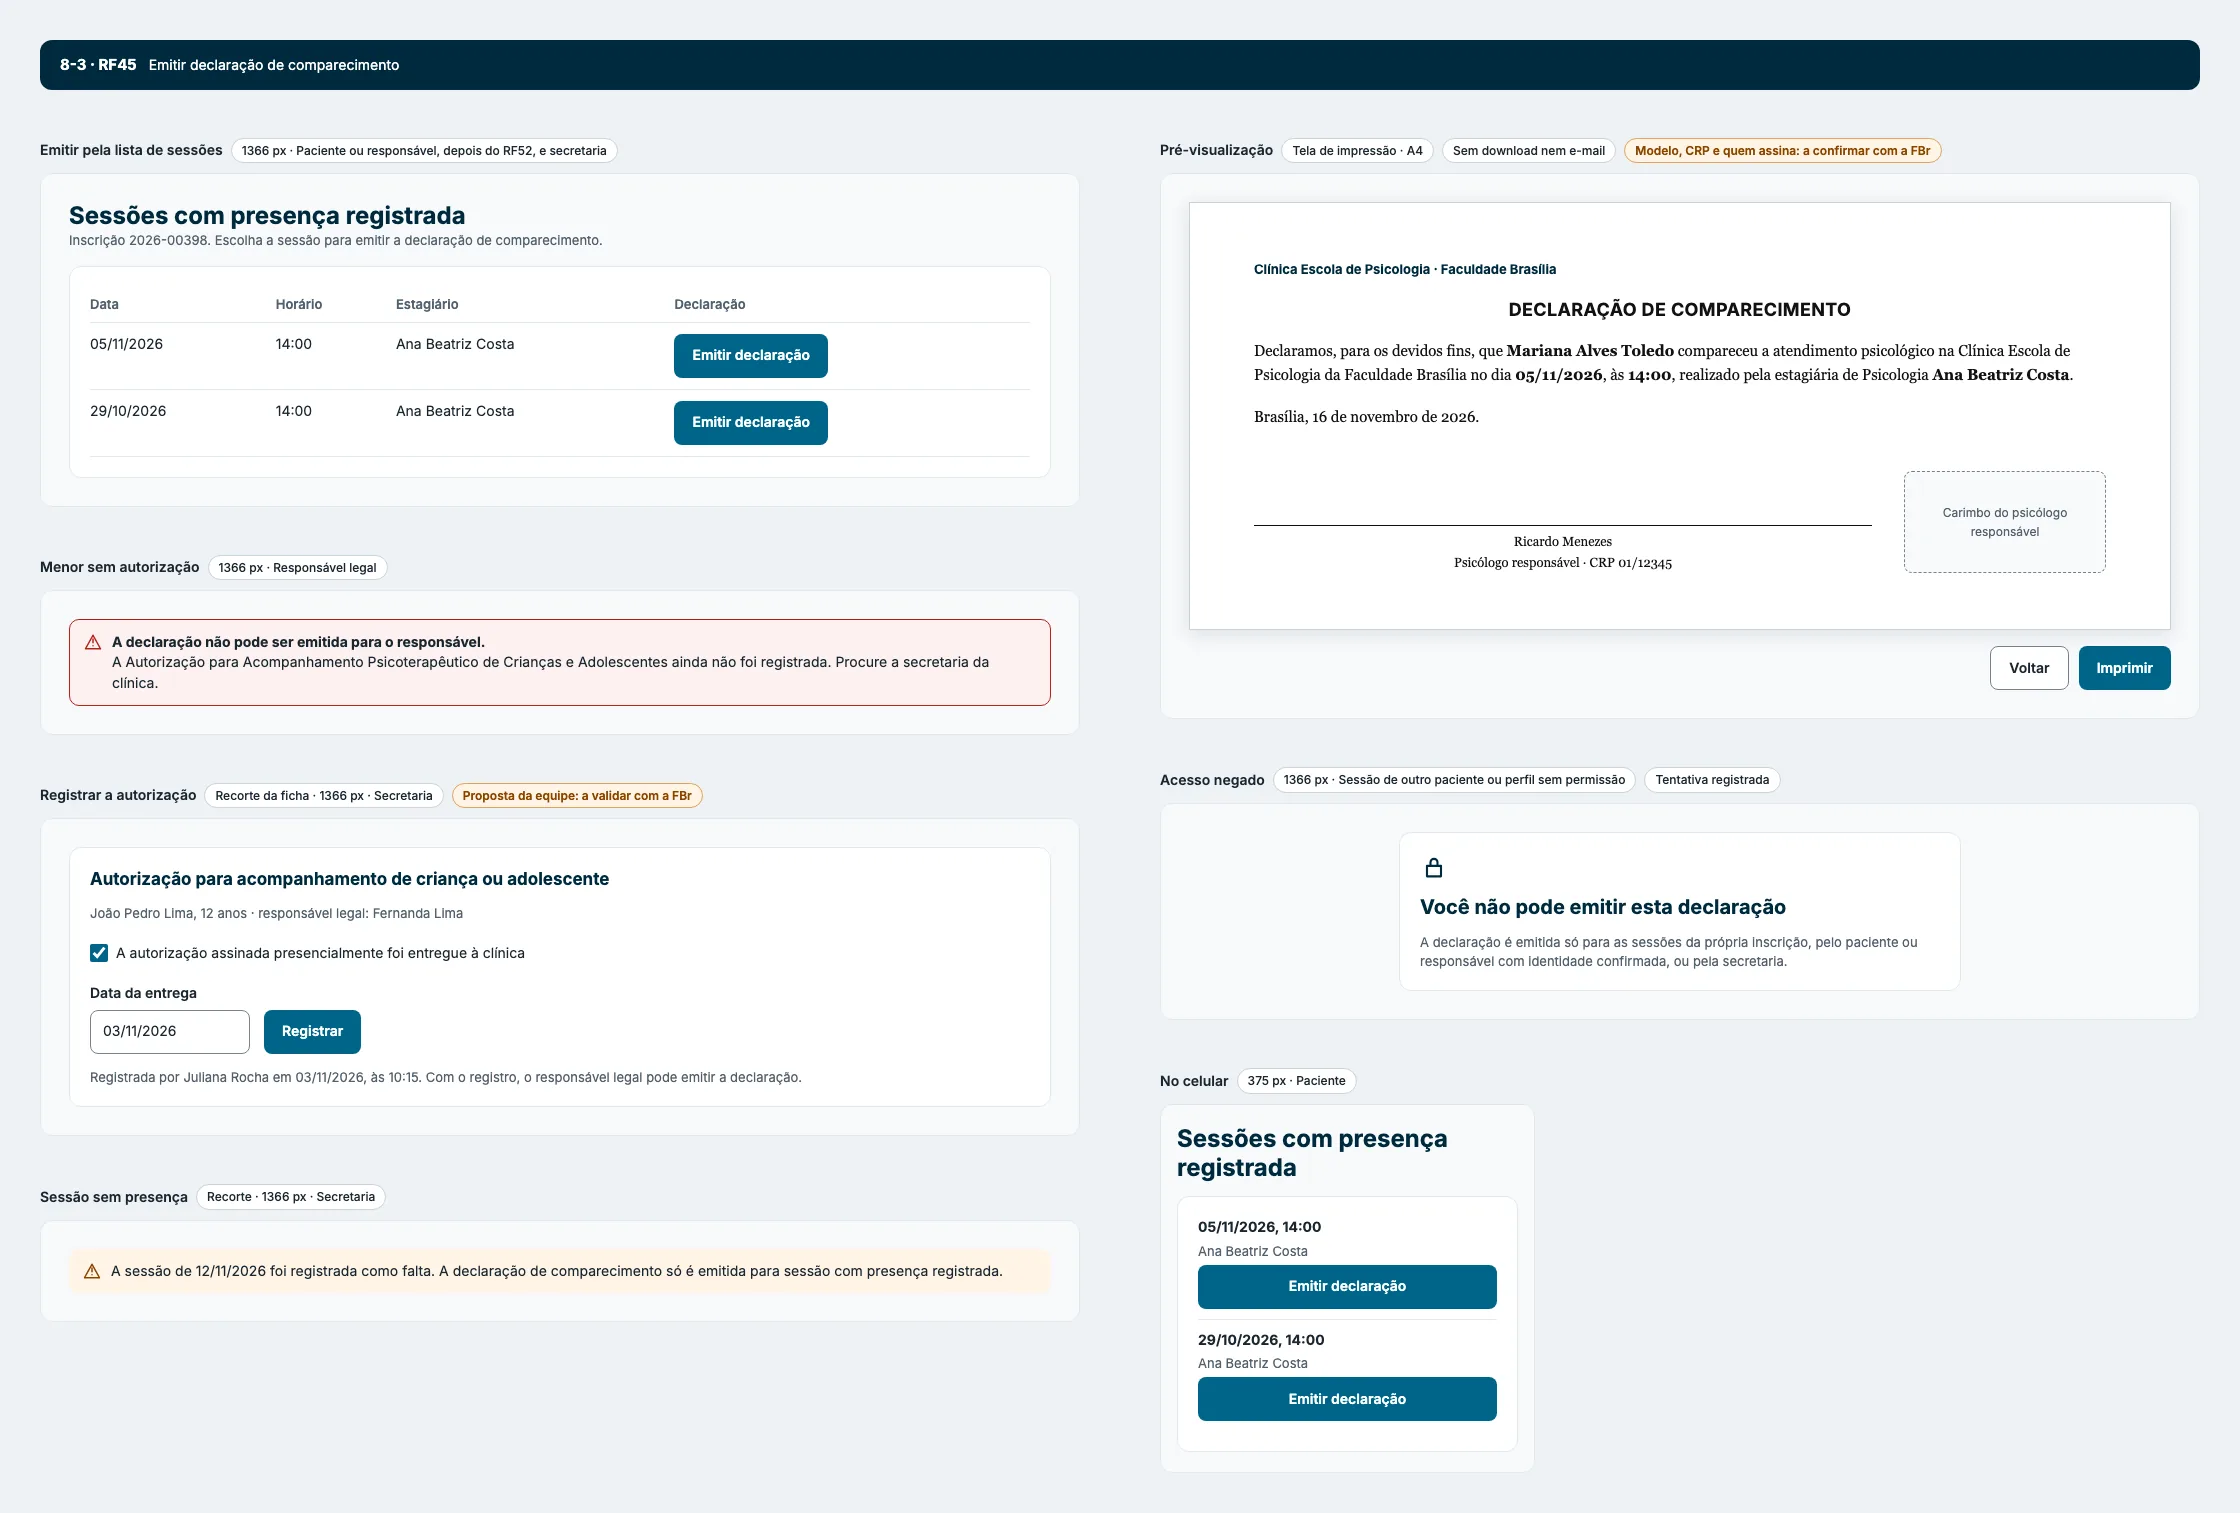 8-3 · RF45 Emitir declaração de comparecimento
Emitir pela lista de sessões 1366 px · Paciente ou responsável, depois do RF52, e secretaria
Sessões com presença registrada
Inscrição 2026-00398. Escolha a sessão para emitir a declaração de comparecimento.
Data Horário Estagiário Declaração
05/11/2026 14:00 Ana Beatriz Costa Emitir declaração
29/10/2026 14:00 Ana Beatriz Costa Emitir declaração
Menor sem autorização 1366 px · Responsável legal
A declaração não pode ser emitida para o responsável.
A Autorização para Acompanhamento Psicoterapêutico de Crianças e Adolescentes ainda não foi registrada. Procure a secretaria da
clínica.
Registrar a autorização Recorte da ficha · 1366 px · Secretaria Proposta da equipe: a validar com a FBr
Autorização para acompanhamento de criança ou adolescente
João Pedro Lima, 12 anos · responsável legal: Fernanda Lima
A autorização assinada presencialmente foi entregue à clínica
Data da entrega
03/11/2026 Registrar
Registrada por Juliana Rocha em 03/11/2026, às 10:15. Com o registro, o responsável legal pode emitir a declaração.
Sessão sem presença Recorte · 1366 px · Secretaria
A sessão de 12/11/2026 foi registrada como falta. A declaração de comparecimento só é emitida para sessão com presença registrada.
Pré-visualização Tela de impressão · A4 Sem download nem e-mail Modelo, CRP e quem assina: a confirmar com a FBr
Clínica Escola de Psicologia · Faculdade Brasília
DECLARAÇÃO DE COMPARECIMENTO
Declaramos, para os devidos fins, que Mariana Alves Toledo compareceu a atendimento psicológico na Clínica Escola de
Psicologia da Faculdade Brasília no dia 05/11/2026, às 14:00, realizado pela estagiária de Psicologia Ana Beatriz Costa.
Brasília, 16 de novembro de 2026.
Ricardo Menezes
Psicólogo responsável · CRP 01/12345
Carimbo do psicólogo
responsável
Voltar Imprimir
Acesso negado 1366 px · Sessão de outro paciente ou perfil sem permissão Tentativa registrada
Você não pode emitir esta declaração
A declaração é emitida só para as sessões da própria inscrição, pelo paciente ou
responsável com identidade confirmada, ou pela secretaria.
No celular 375 px · Paciente
Sessões com presença
registrada
05/11/2026, 14:00
Ana Beatriz Costa
Emitir declaração
29/10/2026, 14:00
Ana Beatriz Costa
Emitir declaração